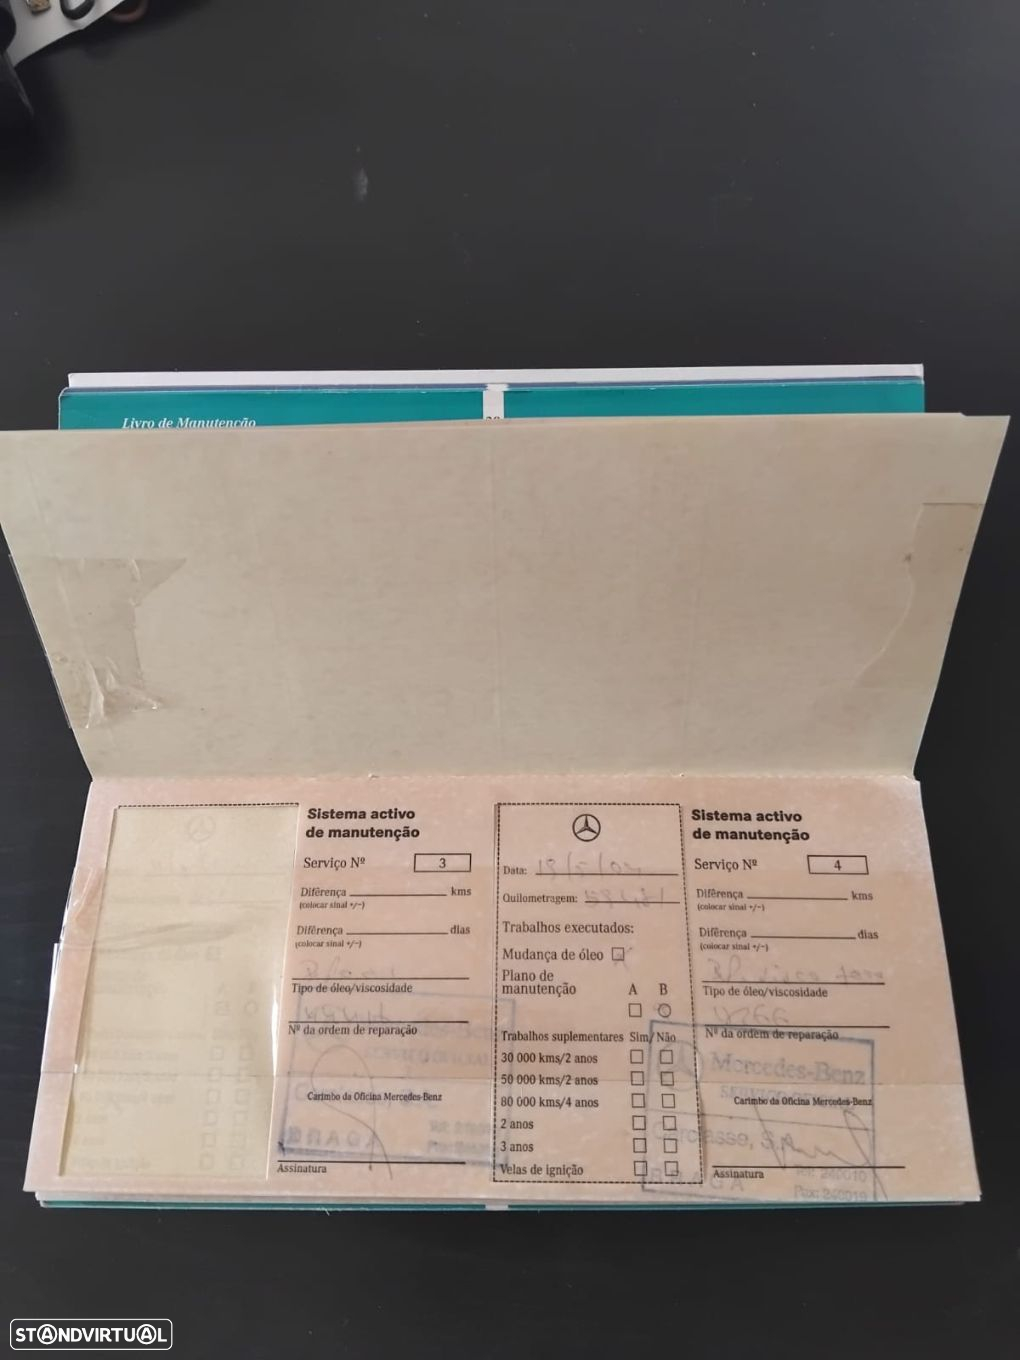 Livro de Manutenção
Sistema activo
de manutenção
Serviço Nº 3
Diferença kms
(colocar sinal +/-)
Diferença dias
(colocar sinal +/-)
Tipo de óleo/viscosidade
Nº da ordem de reparação
Carimbo da Oficina Mercedes-Benz
Assinatura
Data:
Quilometragem:
Trabalhos executados:
Mudança de óleo
Plano de
manutenção A B
Trabalhos suplementares Sim/Não
30 000 kms/2 anos
50 000 kms/2 anos
80 000 kms/4 anos
2 anos
3 anos
Velas de ignição
Sistema activo
de manutenção
Serviço Nº 4
Diferença kms
(colocar sinal +/-)
Diferença dias
(colocar sinal +/-)
Tipo de óleo/viscosidade
Nº da ordem de reparação
Mercedes-Benz
Carimbo da Oficina Mercedes-Benz
Carclasse, S.A.
BRAGA
Assinatura
Tel: 240010
Fax: 240019
STANDVIRTUAL